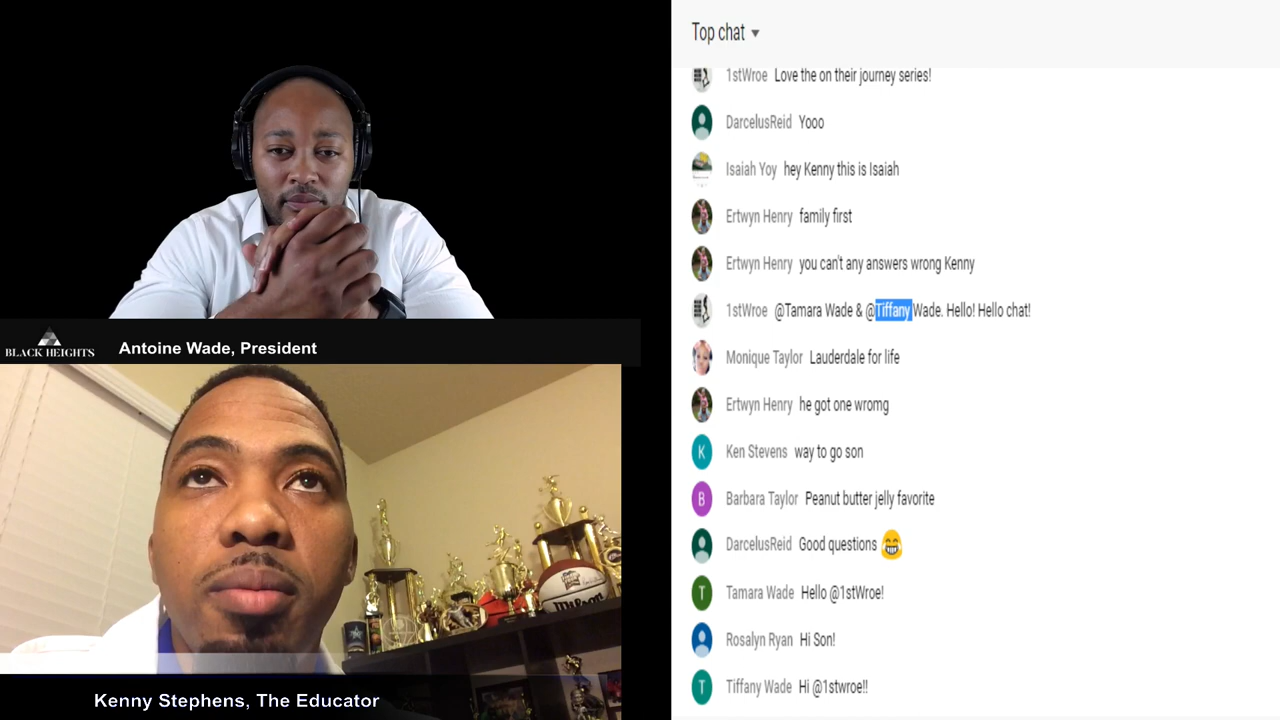 BLACK HEIGHTS
Antoine Wade, President
Kenny Stephens, The Educator
Top chat
1stWroe Love the on their journey series!
DarcelusReid Yooo
Isaiah Yoy hey Kenny this is Isaiah
Ertwyn Henry family first
Ertwyn Henry you can't any answers wrong Kenny
1stWroe @Tamara Wade & @Tiffany Wade. Hello! Hello chat!
Monique Taylor Lauderdale for life
Ertwyn Henry he got one wromg
K Ken Stevens way to go son
B Barbara Taylor Peanut butter jelly favorite
DarcelusReid Good questions 😂
T Tamara Wade Hello @1stWroe!
Rosalyn Ryan Hi Son!
T Tiffany Wade Hi @1stwroe!!
Wilson